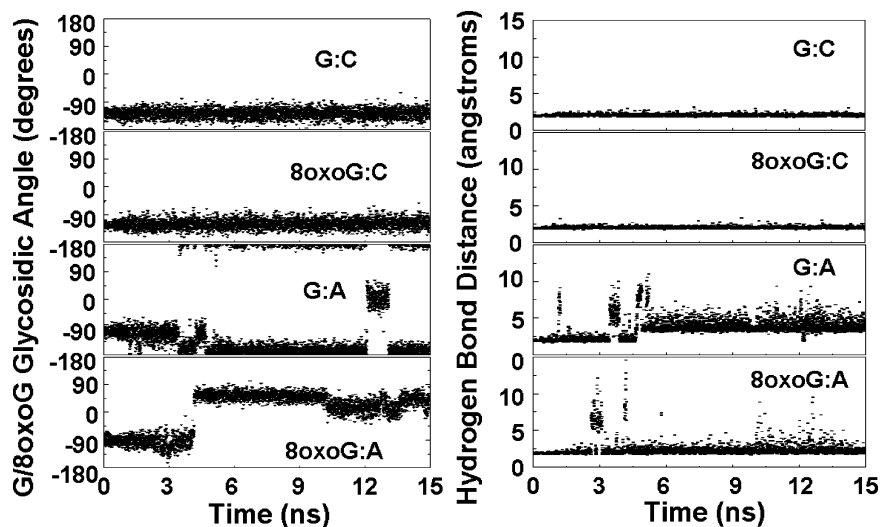 G/8oxoG Glycosidic Angle (degrees)
180
90
0
-90
-180
G:C
90
0
-90
-180
8oxoG:C
90
0
-90
-180
G:A
90
0
-90
-180
8oxoG:A
0 3 6 9 12 15
Time (ns)
Hydrogen Bond Distance (angstroms)
15
10
5
0
G:C
10
5
0
8oxoG:C
10
5
0
G:A
10
5
0
8oxoG:A
0 3 6 9 12 15
Time (ns)